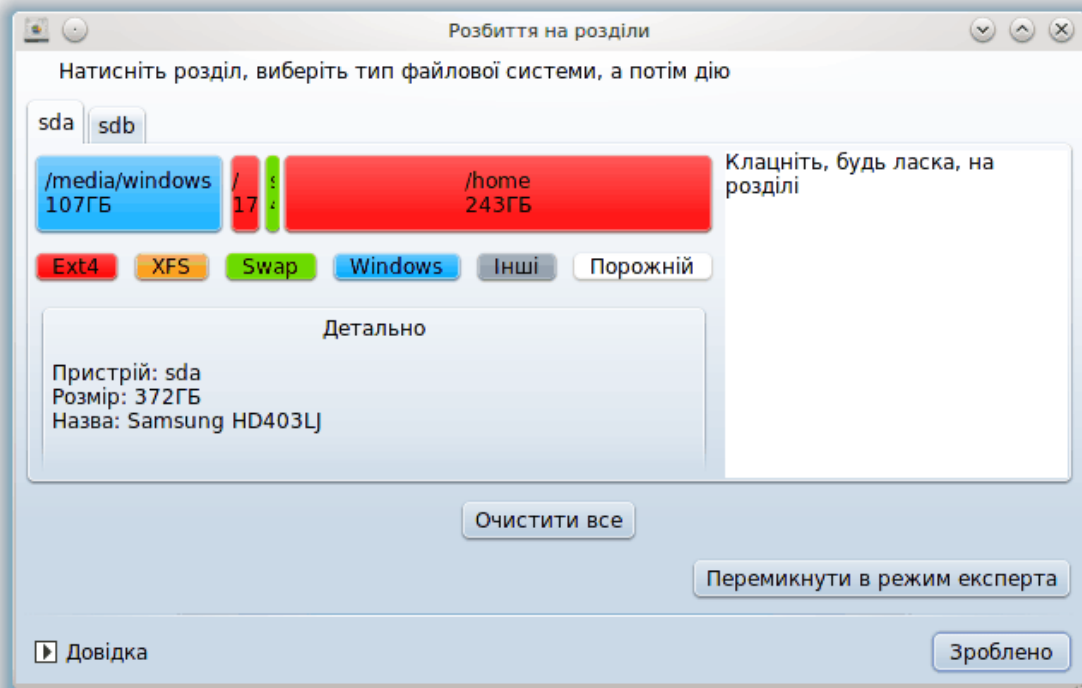 Розбиття на розділи
Натисніть розділ, виберіть тип файлової системи, а потім дію
sda
sdb
/media/windows
107ГБ
/
17
/home
243ГБ
Клацніть, будь ласка, на
розділі
Ext4
XFS
Swap
Windows
Інші
Порожній
Детально
Пристрій: sda
Розмір: 372ГБ
Назва: Samsung HD403LJ
Очистити все
Перемикнути в режим експерта
Довідка
Зроблено